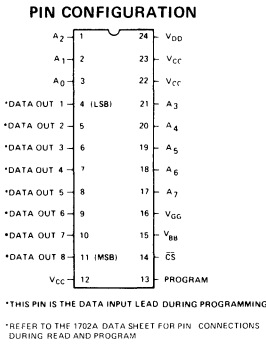 PIN CONFIGURATION
A2 1 24 VDD
A1 2 23 VCC
A0 3 22 VCC
*DATA OUT 1 4 (LSB) 21 A3
*DATA OUT 2 5 20 A4
*DATA OUT 3 6 19 A5
*DATA OUT 4 7 18 A6
*DATA OUT 5 8 17 A7
*DATA OUT 6 9 16 VGG
*DATA OUT 7 10 15 VBB
*DATA OUT 8 11 (MSB) 14 C̅S̅
VCC 12 13 PROGRAM
*THIS PIN IS THE DATA INPUT LEAD DURING PROGRAMMING
*REFER TO THE 1702A DATA SHEET FOR PIN CONNECTIONS
DURING READ AND PROGRAM